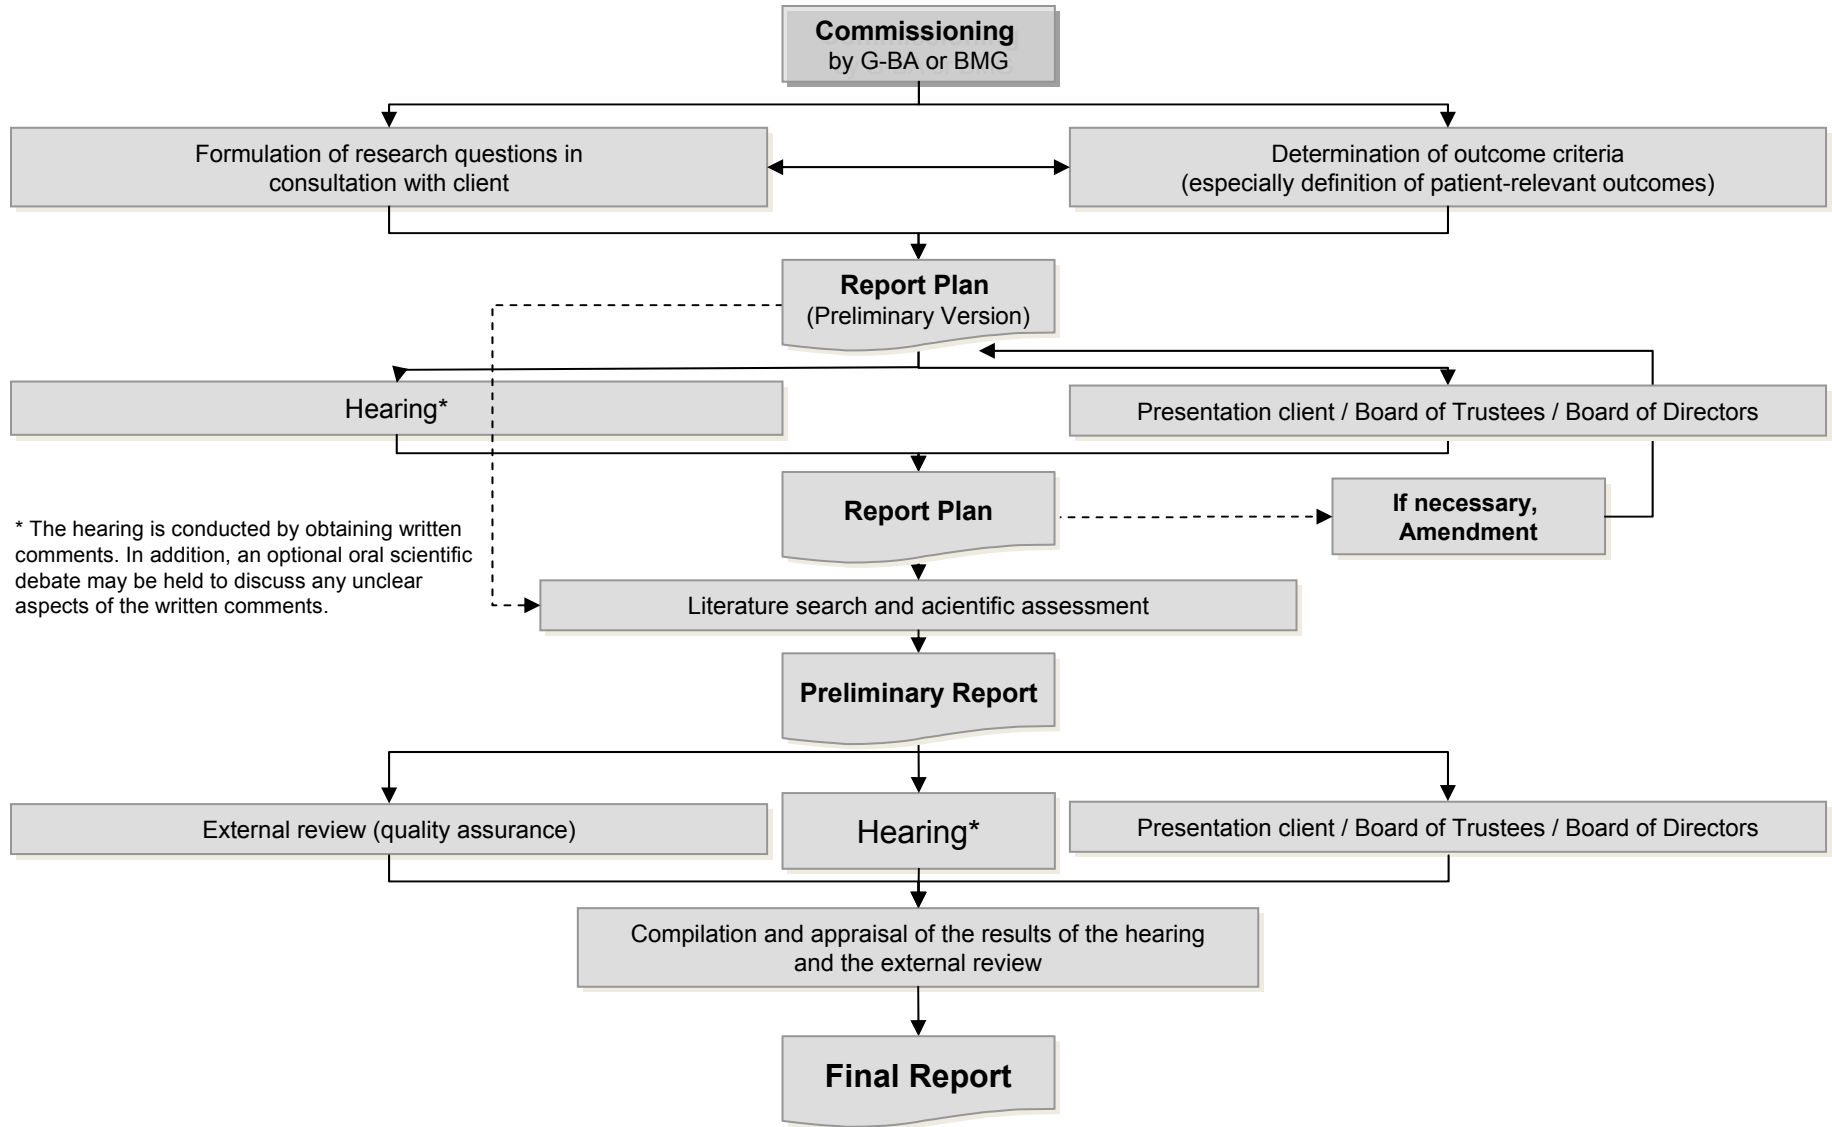 Commissioning
by G-BA or BMG
Formulation of research questions in
consultation with client
Determination of outcome criteria
(especially definition of patient-relevant outcomes)
Report Plan
(Preliminary Version)
Hearing*
Presentation client / Board of Trustees / Board of Directors
* The hearing is conducted by obtaining written
comments. In addition, an optional oral scientific
debate may be held to discuss any unclear
aspects of the written comments.
Report Plan
If necessary,
Amendment
Literature search and acientific assessment
Preliminary Report
External review (quality assurance)
Hearing*
Presentation client / Board of Trustees / Board of Directors
Compilation and appraisal of the results of the hearing
and the external review
Final Report